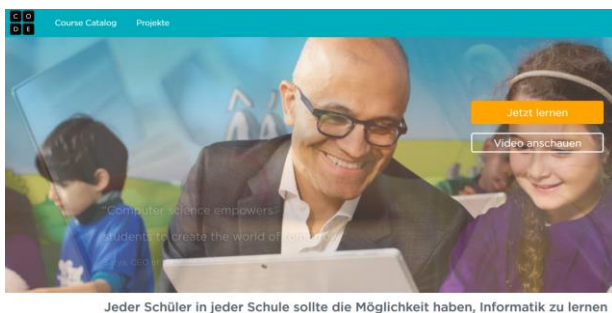 C O
D E
Course Catalog
Projekte
Jetzt lernen
Video anschauen
"Computer science empowers
students to create the world of tomorrow."
Jeder Schüler in jeder Schule sollte die Möglichkeit haben, Informatik zu lernen